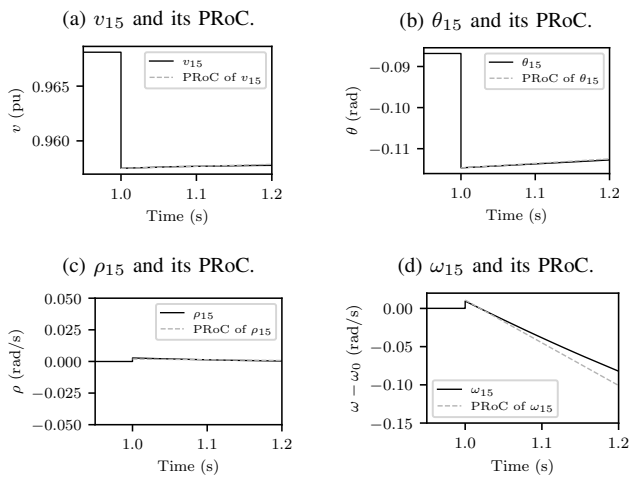 (a) v₁₅ and its PRoC.
0.965
0.960
v (pu)
v₁₅
PRoC of v₁₅
1.0 1.1 1.2
Time (s)
(b) θ₁₅ and its PRoC.
−0.09
−0.10
−0.11
θ (rad)
θ₁₅
PRoC of θ₁₅
1.0 1.1 1.2
Time (s)
(c) ρ₁₅ and its PRoC.
0.050
0.025
0.000
−0.025
−0.050
ρ (rad/s)
ρ₁₅
PRoC of ρ₁₅
1.0 1.1 1.2
Time (s)
(d) ω₁₅ and its PRoC.
0.00
−0.05
−0.10
−0.15
ω − ω₀ (rad/s)
ω₁₅
PRoC of ω₁₅
1.0 1.1 1.2
Time (s)